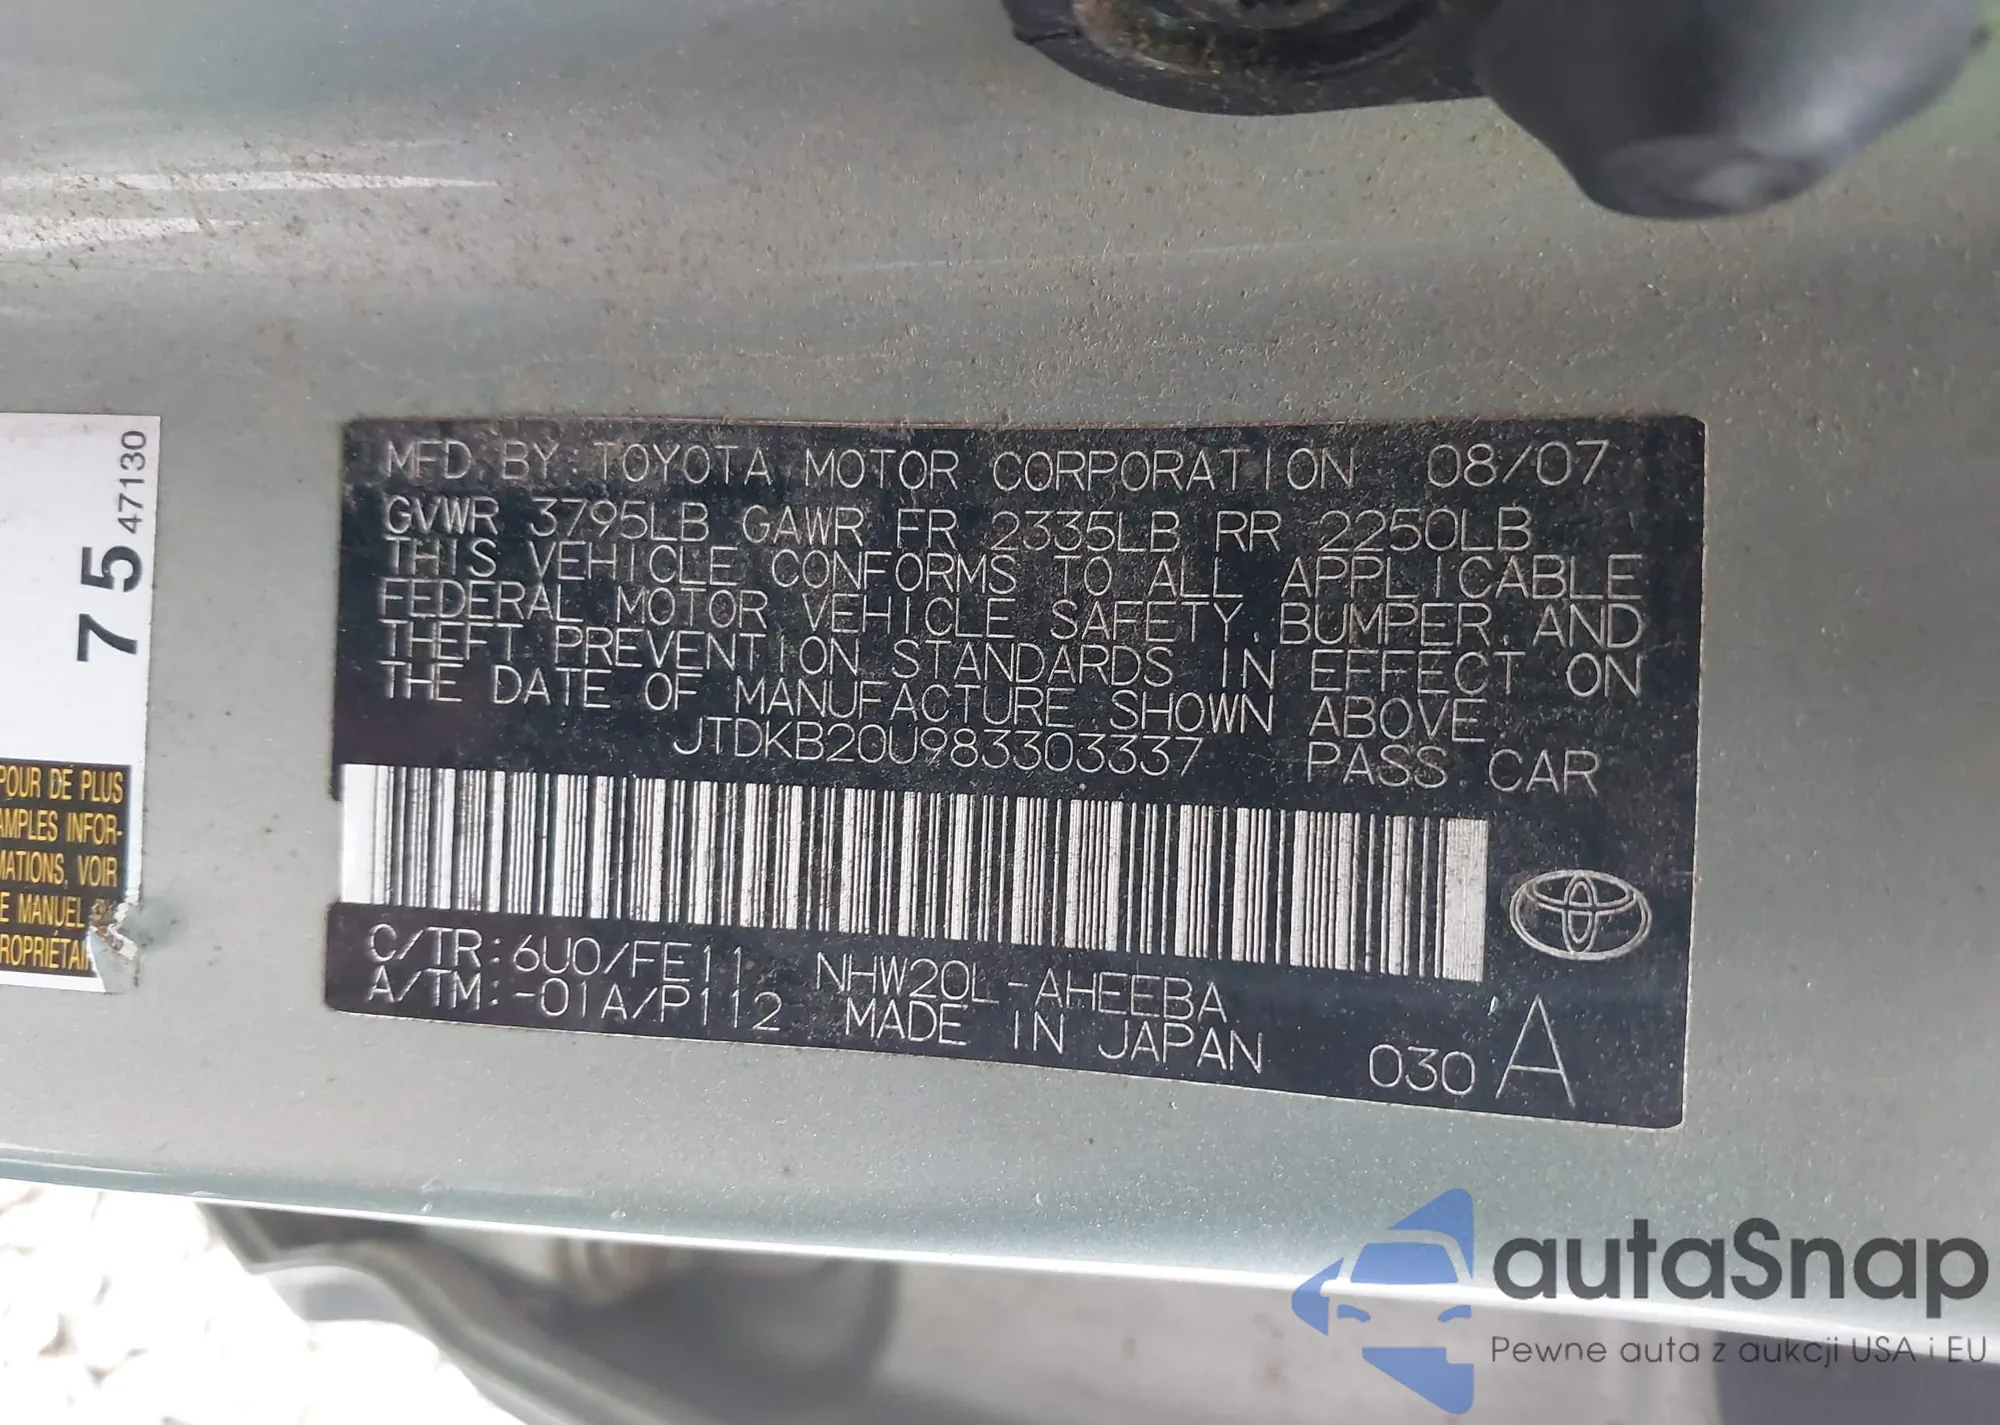 MFD BY: TOYOTA MOTOR CORPORATION 08/07
GVWR 3795LB GAWR FR 2335LB RR 2250LB
THIS VEHICLE CONFORMS TO ALL APPLICABLE
FEDERAL MOTOR VEHICLE SAFETY, BUMPER, AND
THEFT PREVENTION STANDARDS IN EFFECT ON
THE DATE OF MANUFACTURE SHOWN ABOVE.
JTDKB20U983303337 PASS CAR
C/TR: 6U0/FE11 NHW20L-AHEEBA
A/TM: -01A/P112 MADE IN JAPAN
030 A
75
47130
POUR DE PLUS
AMPLES INFOR-
MATIONS, VOIR
LE MANUEL
PROPRIÉTAIR
autaSnap
Pewne auta z aukcji USA i EU